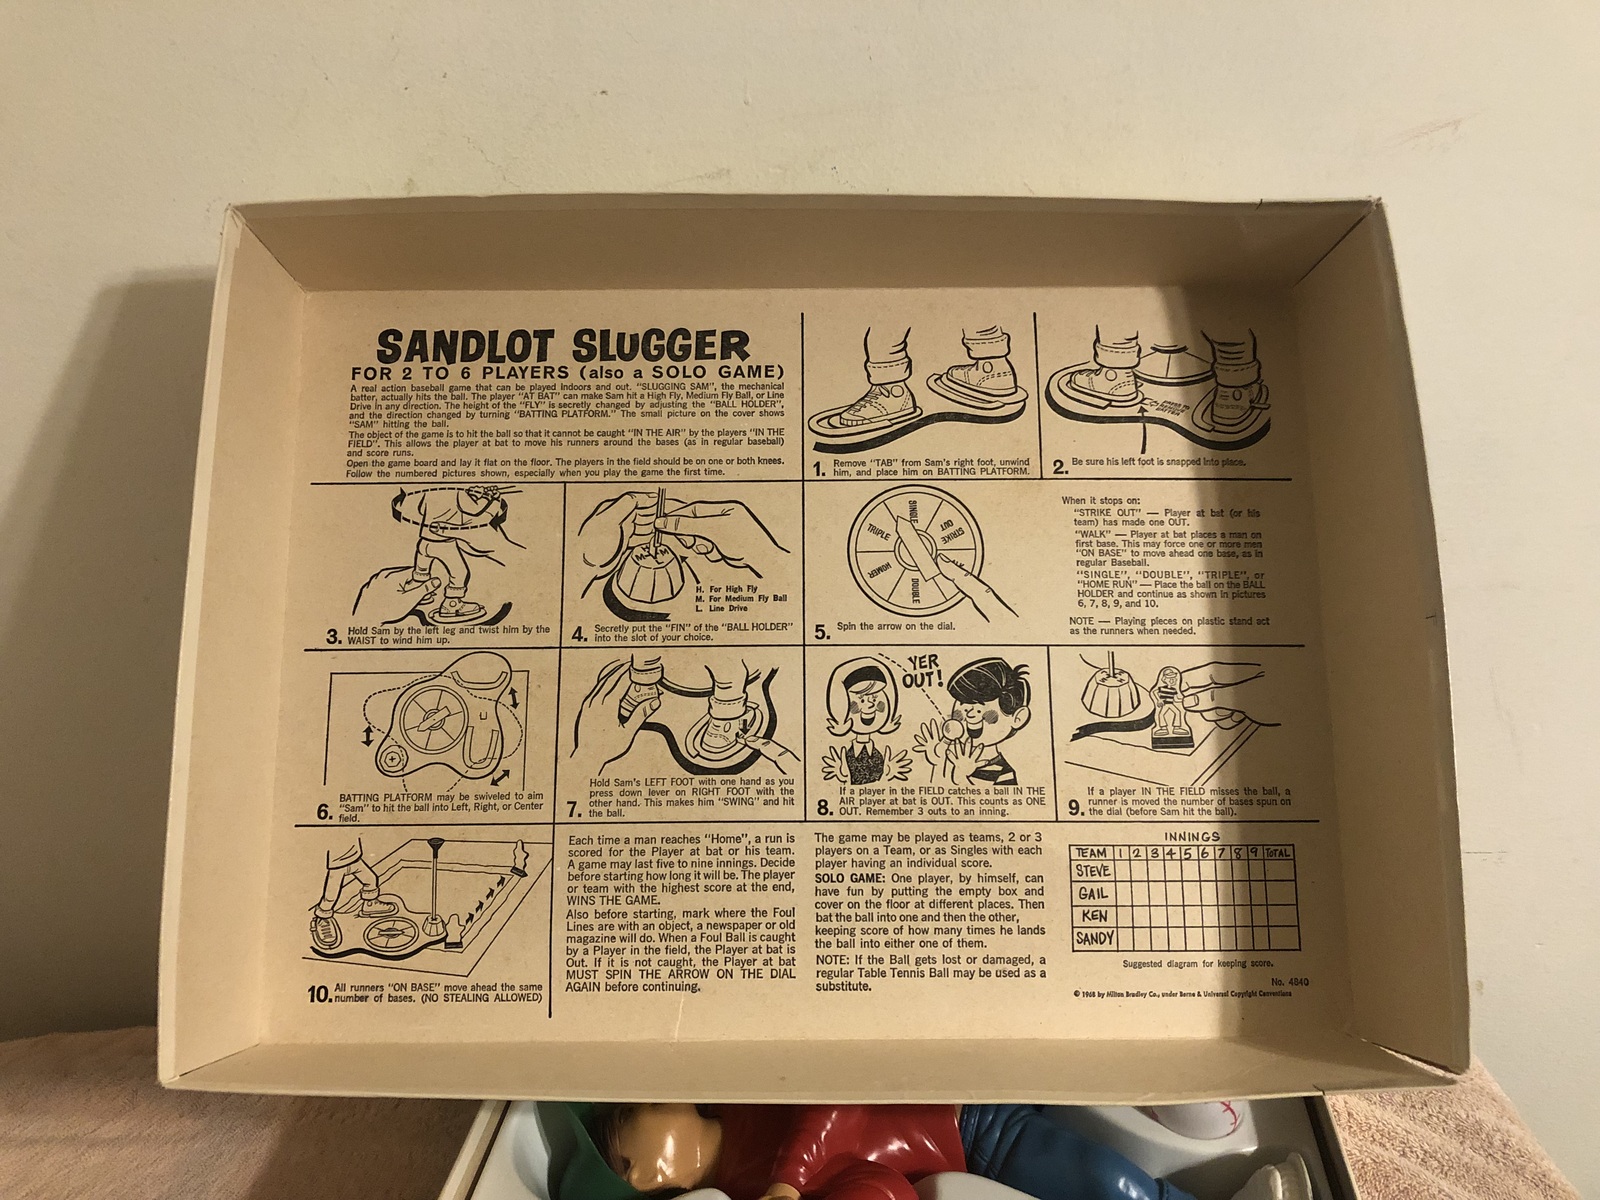 SANDLOT SLUGGER
FOR 2 TO 6 PLAYERS (also a SOLO GAME)
A real action baseball game that can be played indoors and out. "SLUGGING SAM", the mechanical
batter, actually hits the ball. The player "AT BAT" can make Sam hit a High Fly, Medium Fly Ball, or Line
Drive in any direction. The height of the "FLY" is secretly changed by adjusting the "BALL HOLDER",
and the direction changed by turning "BATTING PLATFORM." The small picture on the cover shows
"SAM" hitting the ball.
The object of the game is to hit the ball so that it cannot be caught "IN THE AIR" by the players "IN THE
FIELD". This allows the player at bat to move his runners around the bases (as in regular baseball)
and score runs.
Open the game board and lay it flat on the floor. The players in the field should be on one or both knees.
Follow the numbered pictures shown, especially when you play the game the first time.
1. Remove "TAB" from Sam's right foot, unwind
him, and place him on BATTING PLATFORM.
2. Be sure his left foot is snapped into place.
3. Hold Sam by the left leg and twist him by the
WAIST to wind him up.
M H M
H. For High Fly
M. For Medium Fly Ball
L. Line Drive
4. Secretly put the "FIN" of the "BALL HOLDER"
into the slot of your choice.
SINGLE
STRIKE OUT
DOUBLE
HOMER
TRIPLE
5. Spin the arrow on the dial.
When it stops on:
"STRIKE OUT" — Player at bat (or his
team) has made one OUT.
"WALK" — Player at bat places a man on
first base. This may force one or more men
"ON BASE" to move ahead one base, as in
regular Baseball.
"SINGLE", "DOUBLE", "TRIPLE", or
"HOME RUN" — Place the ball on the BALL
HOLDER and continue as shown in pictures
6, 7, 8, 9, and 10.
NOTE — Playing pieces on plastic stand act
as the runners when needed.
6. BATTING PLATFORM may be swiveled to aim
"Sam" to hit the ball into Left, Right, or Center
field.
7. Hold Sam's LEFT FOOT with one hand as you
press down lever on RIGHT FOOT with the
other hand. This makes him "SWING" and hit
the ball.
YER
OUT!
8. If a player in the FIELD catches a ball IN THE
AIR player at bat is OUT. This counts as ONE
OUT. Remember 3 outs to an inning.
9. If a player IN THE FIELD misses the ball, a
runner is moved the number of bases spun on
the dial (before Sam hit the ball).
10. All runners "ON BASE" move ahead the same
number of bases. (NO STEALING ALLOWED)
Each time a man reaches "Home", a run is
scored for the Player at bat or his team.
A game may last five to nine innings. Decide
before starting how long it will be. The player
or team with the highest score at the end,
WINS THE GAME.
Also before starting, mark where the Foul
Lines are with an object, a newspaper or old
magazine will do. When a Foul Ball is caught
by a Player in the field, the Player at bat is
Out. If it is not caught, the Player at bat
MUST SPIN THE ARROW ON THE DIAL
AGAIN before continuing.
The game may be played as teams, 2 or 3
players on a Team, or as Singles with each
player having an individual score.
SOLO GAME: One player, by himself, can
have fun by putting the empty box and
cover on the floor at different places. Then
bat the ball into one and then the other,
keeping score of how many times he lands
the ball into either one of them.
NOTE: If the Ball gets lost or damaged, a
regular Table Tennis Ball may be used as a
substitute.
INNINGS
TEAM 1 2 3 4 5 6 7 8 9 TOTAL
STEVE
GAIL
KEN
SANDY
Suggested diagram for keeping score.
No. 4840
© 1968 by Milton Bradley Co., under Berne & Universal Copyright Conventions